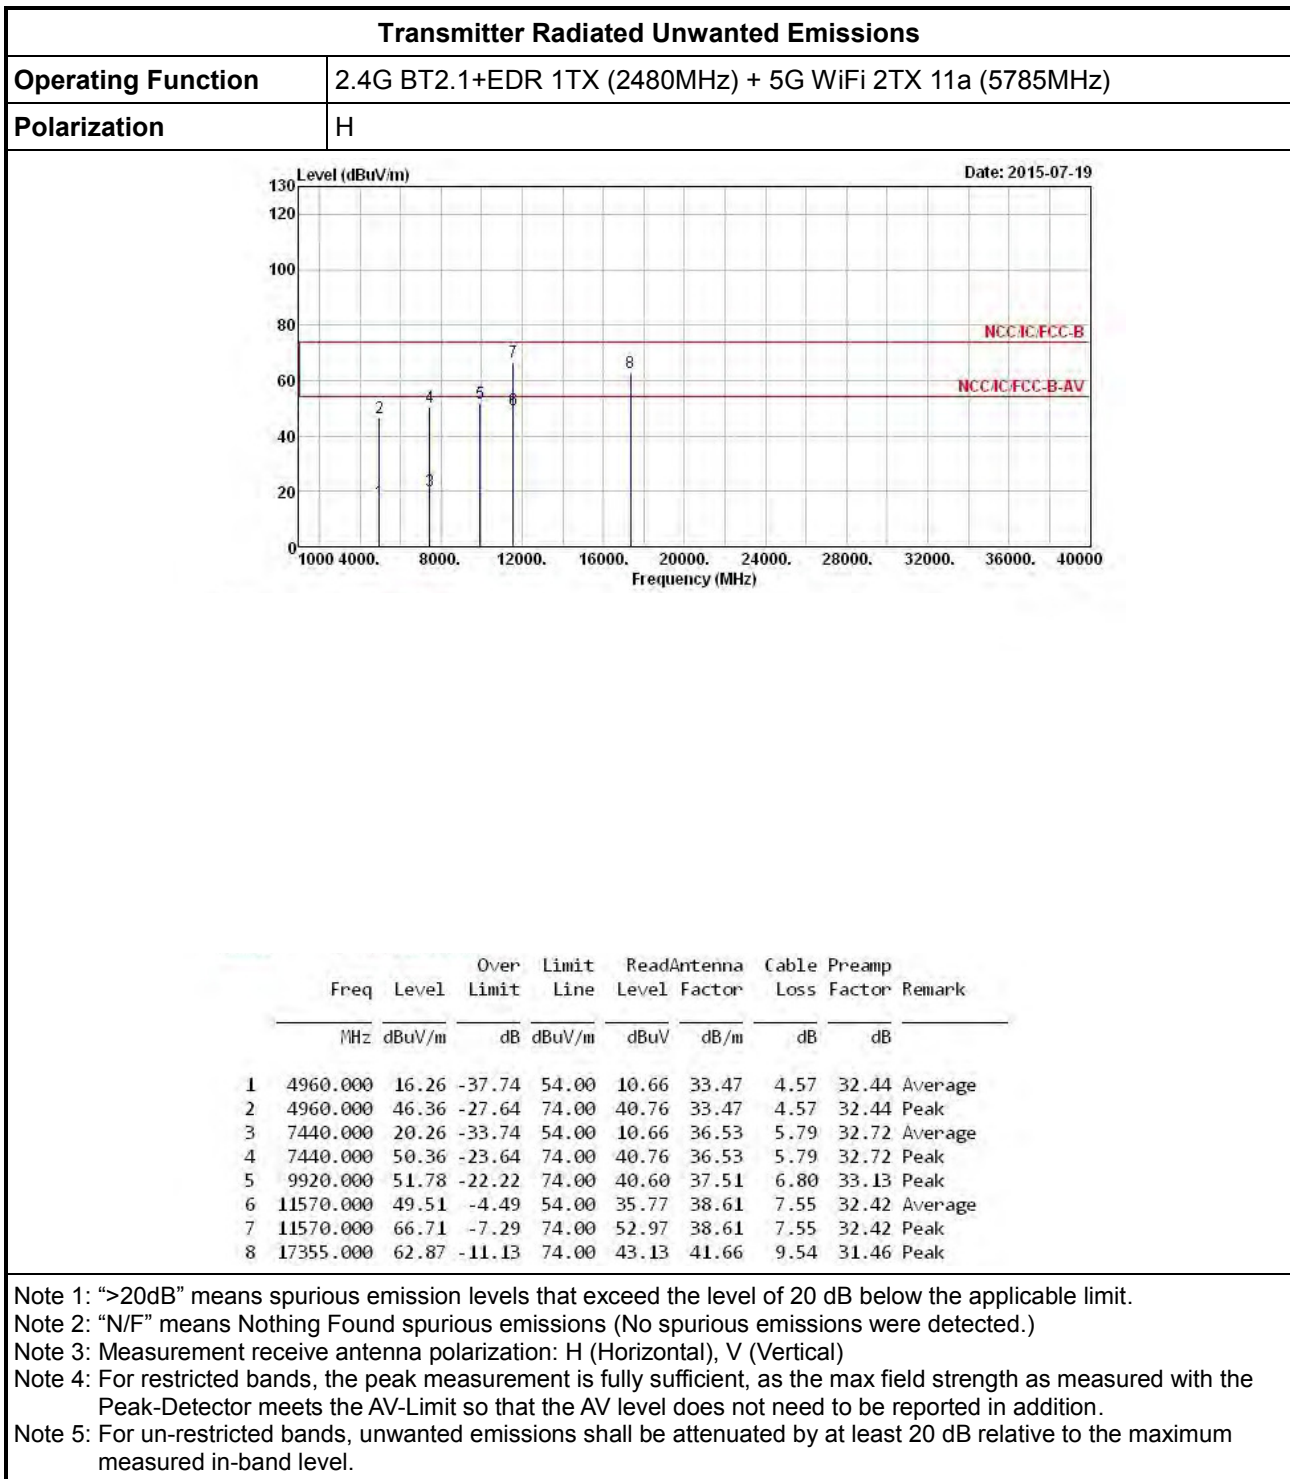 Transmitter Radiated Unwanted Emissions
Operating Function 2.4G BT2.1+EDR 1TX (2480MHz) + 5G WiFi 2TX 11a (5785MHz)
Polarization H
Level (dBuV/m) Date: 2015-07-19
130
120
100
80
60
40
20
0
NCC/IC/FCC-B
NCC/IC/FCC-B-AV
1 2 3 4 5 6 7 8
1000 4000. 8000. 12000. 16000. 20000. 24000. 28000. 32000. 36000. 40000
Frequency (MHz)
Over Limit ReadAntenna Cable Preamp
Freq Level Limit Line Level Factor Loss Factor Remark
MHz dBuV/m dB dBuV/m dBuV dB/m dB dB
1 4960.000 16.26 -37.74 54.00 10.66 33.47 4.57 32.44 Average
2 4960.000 46.36 -27.64 74.00 40.76 33.47 4.57 32.44 Peak
3 7440.000 20.26 -33.74 54.00 10.66 36.53 5.79 32.72 Average
4 7440.000 50.36 -23.64 74.00 40.76 36.53 5.79 32.72 Peak
5 9920.000 51.78 -22.22 74.00 40.60 37.51 6.80 33.13 Peak
6 11570.000 49.51 -4.49 54.00 35.77 38.61 7.55 32.42 Average
7 11570.000 66.71 -7.29 74.00 52.97 38.61 7.55 32.42 Peak
8 17355.000 62.87 -11.13 74.00 43.13 41.66 9.54 31.46 Peak
Note 1: “>20dB” means spurious emission levels that exceed the level of 20 dB below the applicable limit.
Note 2: “N/F” means Nothing Found spurious emissions (No spurious emissions were detected.)
Note 3: Measurement receive antenna polarization: H (Horizontal), V (Vertical)
Note 4: For restricted bands, the peak measurement is fully sufficient, as the max field strength as measured with the
Peak-Detector meets the AV-Limit so that the AV level does not need to be reported in addition.
Note 5: For un-restricted bands, unwanted emissions shall be attenuated by at least 20 dB relative to the maximum
measured in-band level.